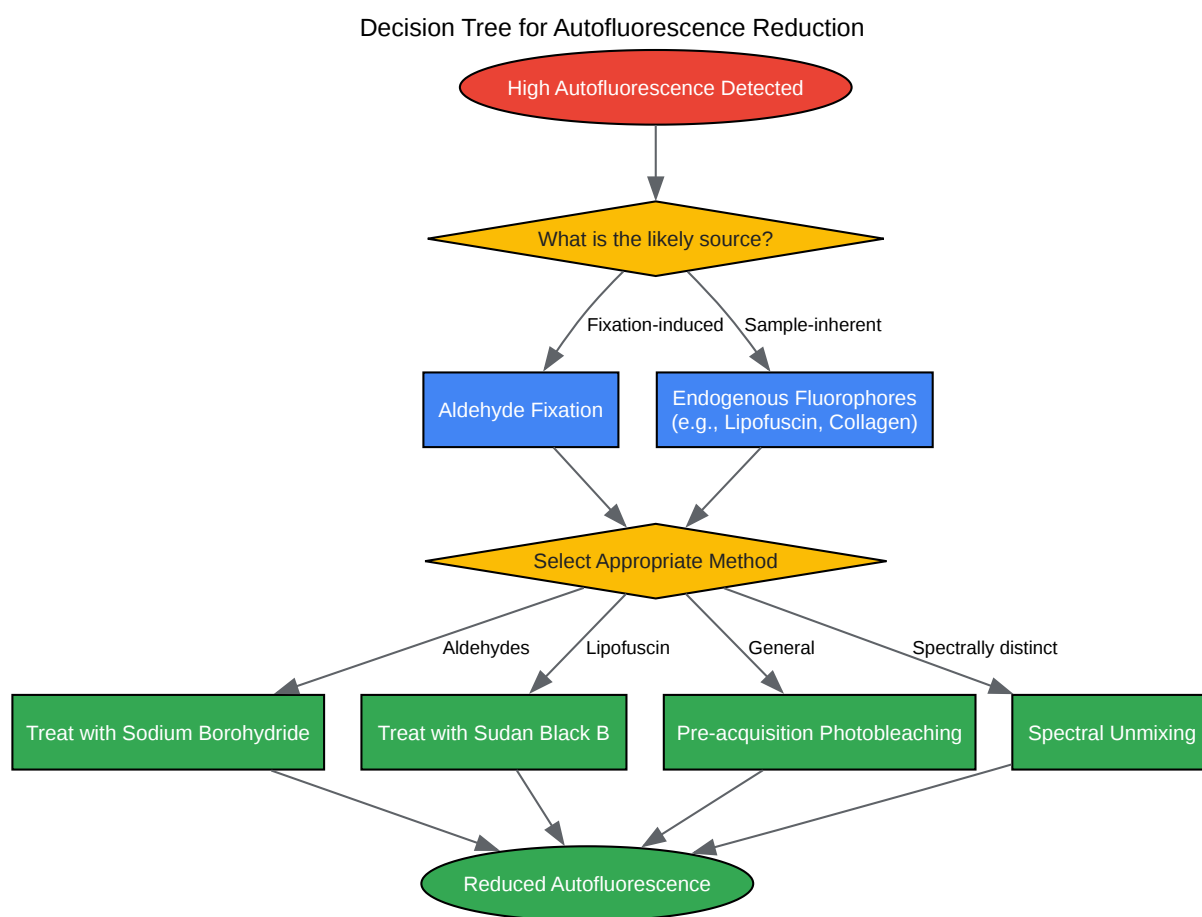 Decision Tree for Autofluorescence Reduction
High Autofluorescence Detected
What is the likely source?
Fixation-induced
Sample-inherent
Aldehyde Fixation
Endogenous Fluorophores
(e.g., Lipofuscin, Collagen)
Select Appropriate Method
Aldehydes
Lipofuscin
General
Spectrally distinct
Treat with Sodium Borohydride
Treat with Sudan Black B
Pre-acquisition Photobleaching
Spectral Unmixing
Reduced Autofluorescence